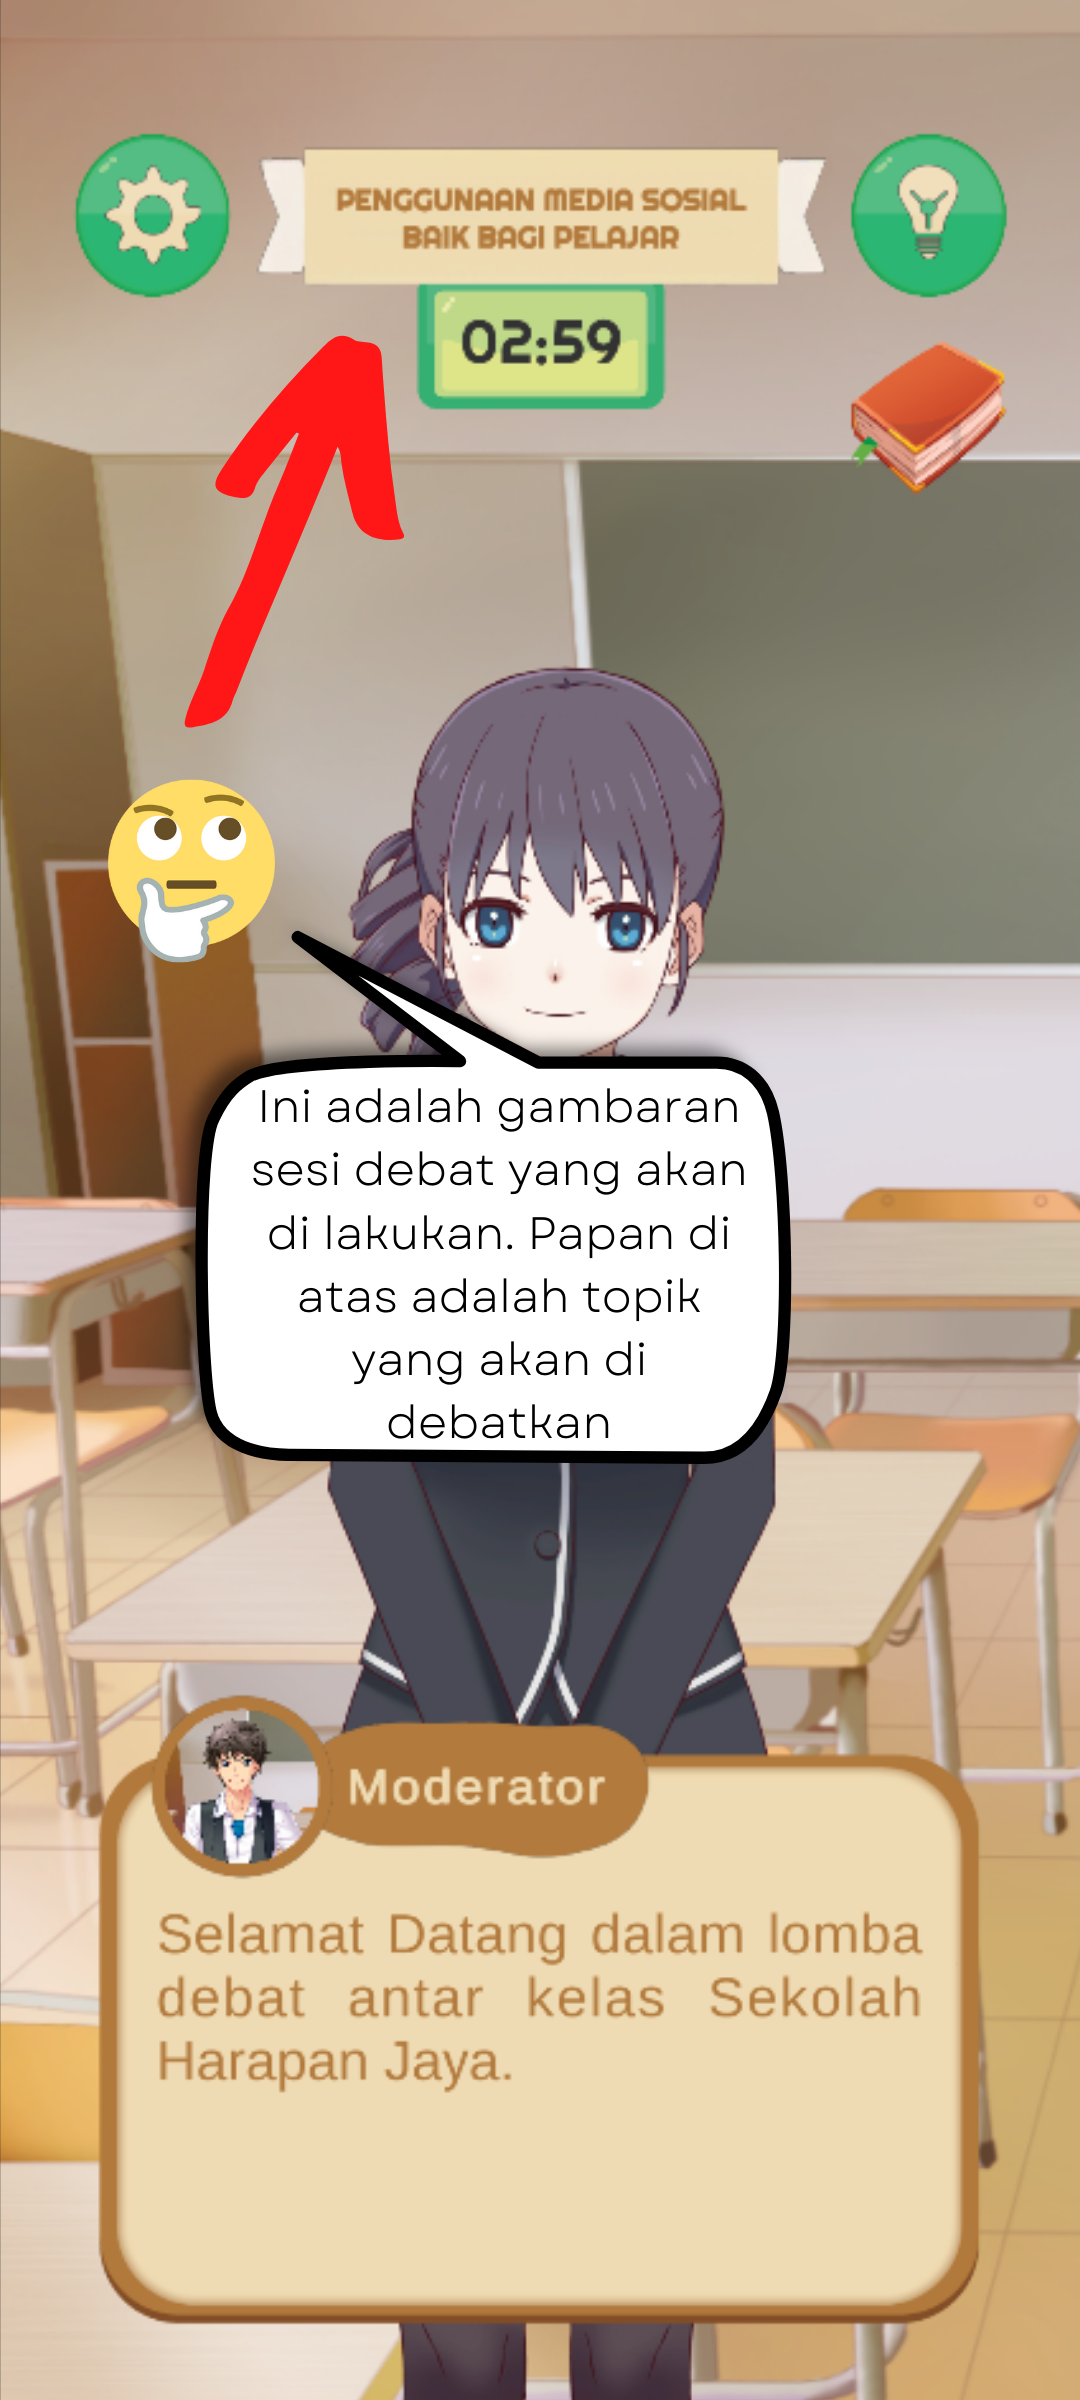 PENGGUNAAN MEDIA SOSIAL
BAIK BAGI PELAJAR
02:59
Ini adalah gambaran
sesi debat yang akan
di lakukan. Papan di
atas adalah topik
yang akan di
debatkan
Moderator
Selamat Datang dalam lomba
debat antar kelas Sekolah
Harapan Jaya.